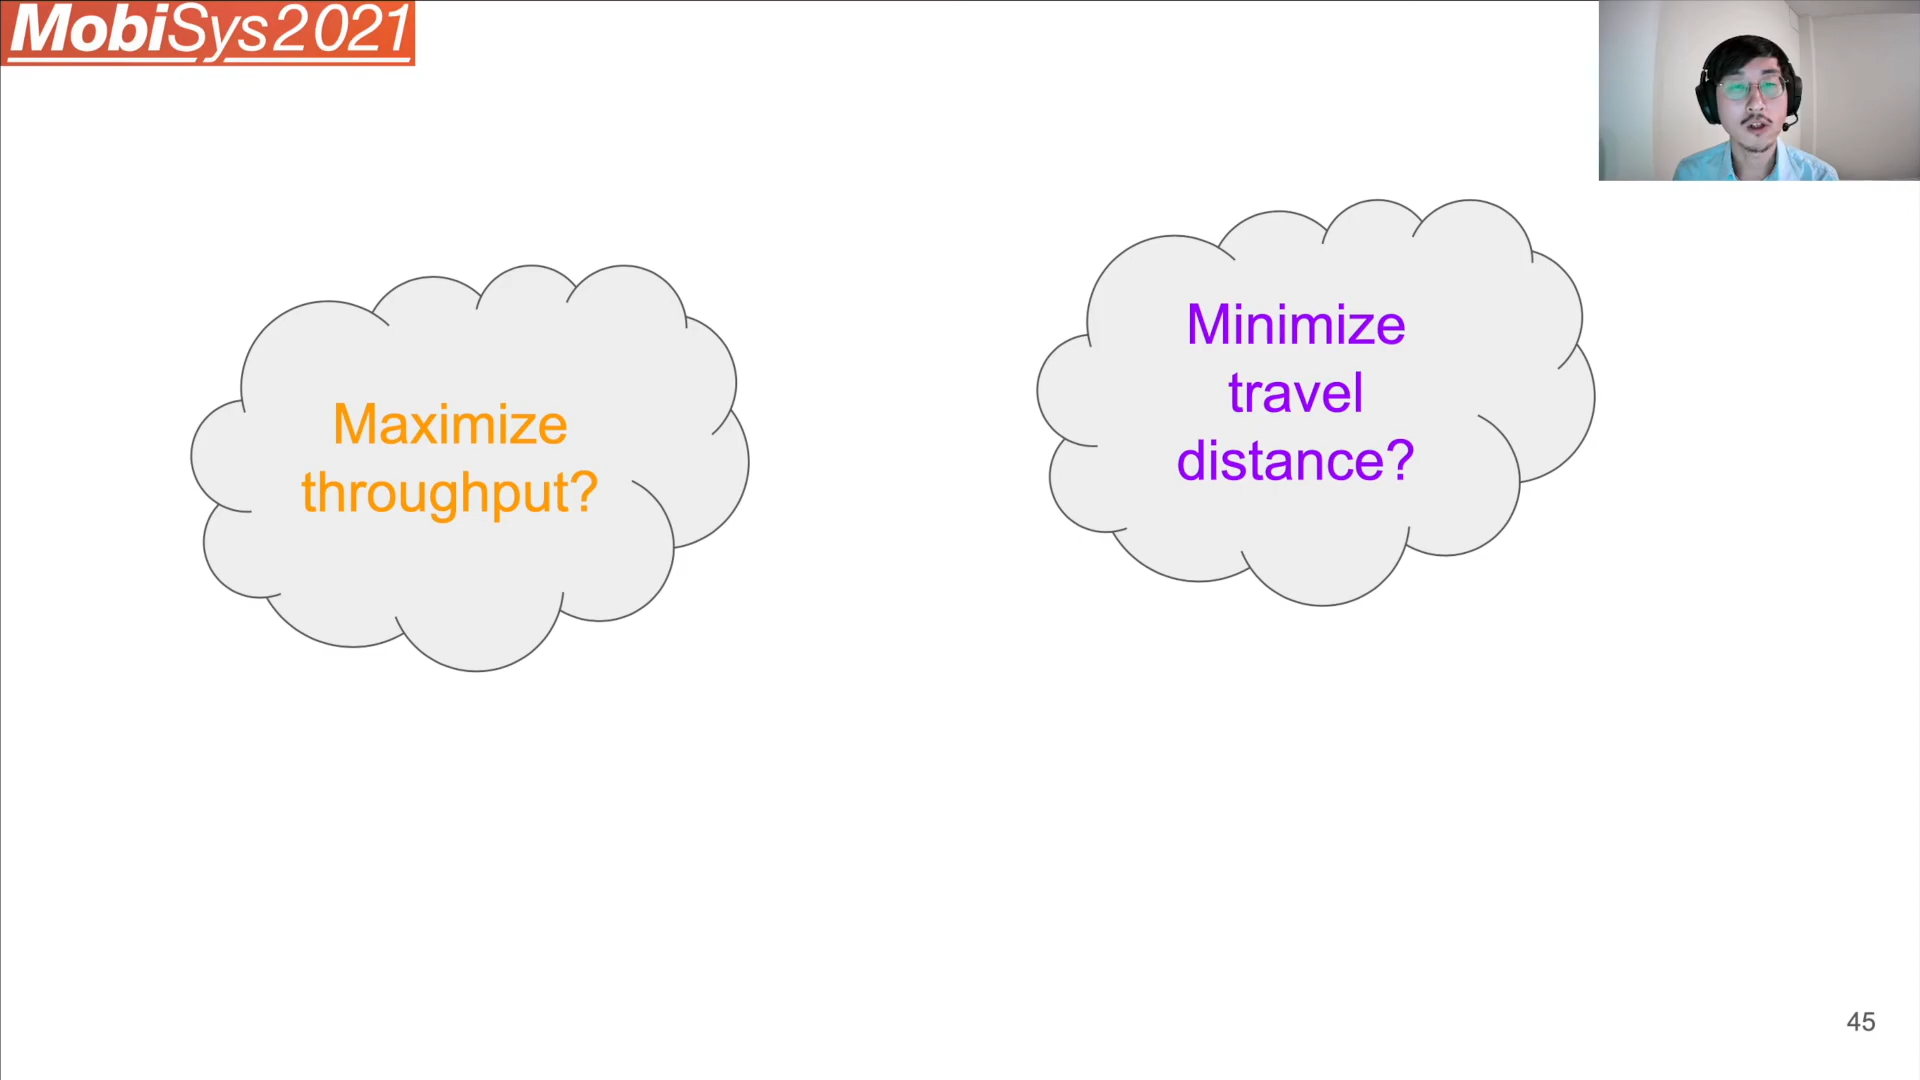 MobiSys2021
Maximize
throughput?
Minimize
travel
distance?
45